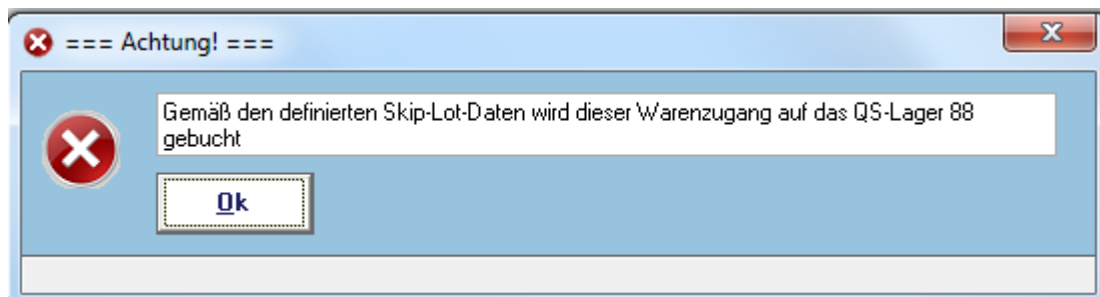 === Achtung! ===
Gemäß den definierten Skip-Lot-Daten wird dieser Warenzugang auf das QS-Lager 88
gebucht
Ok